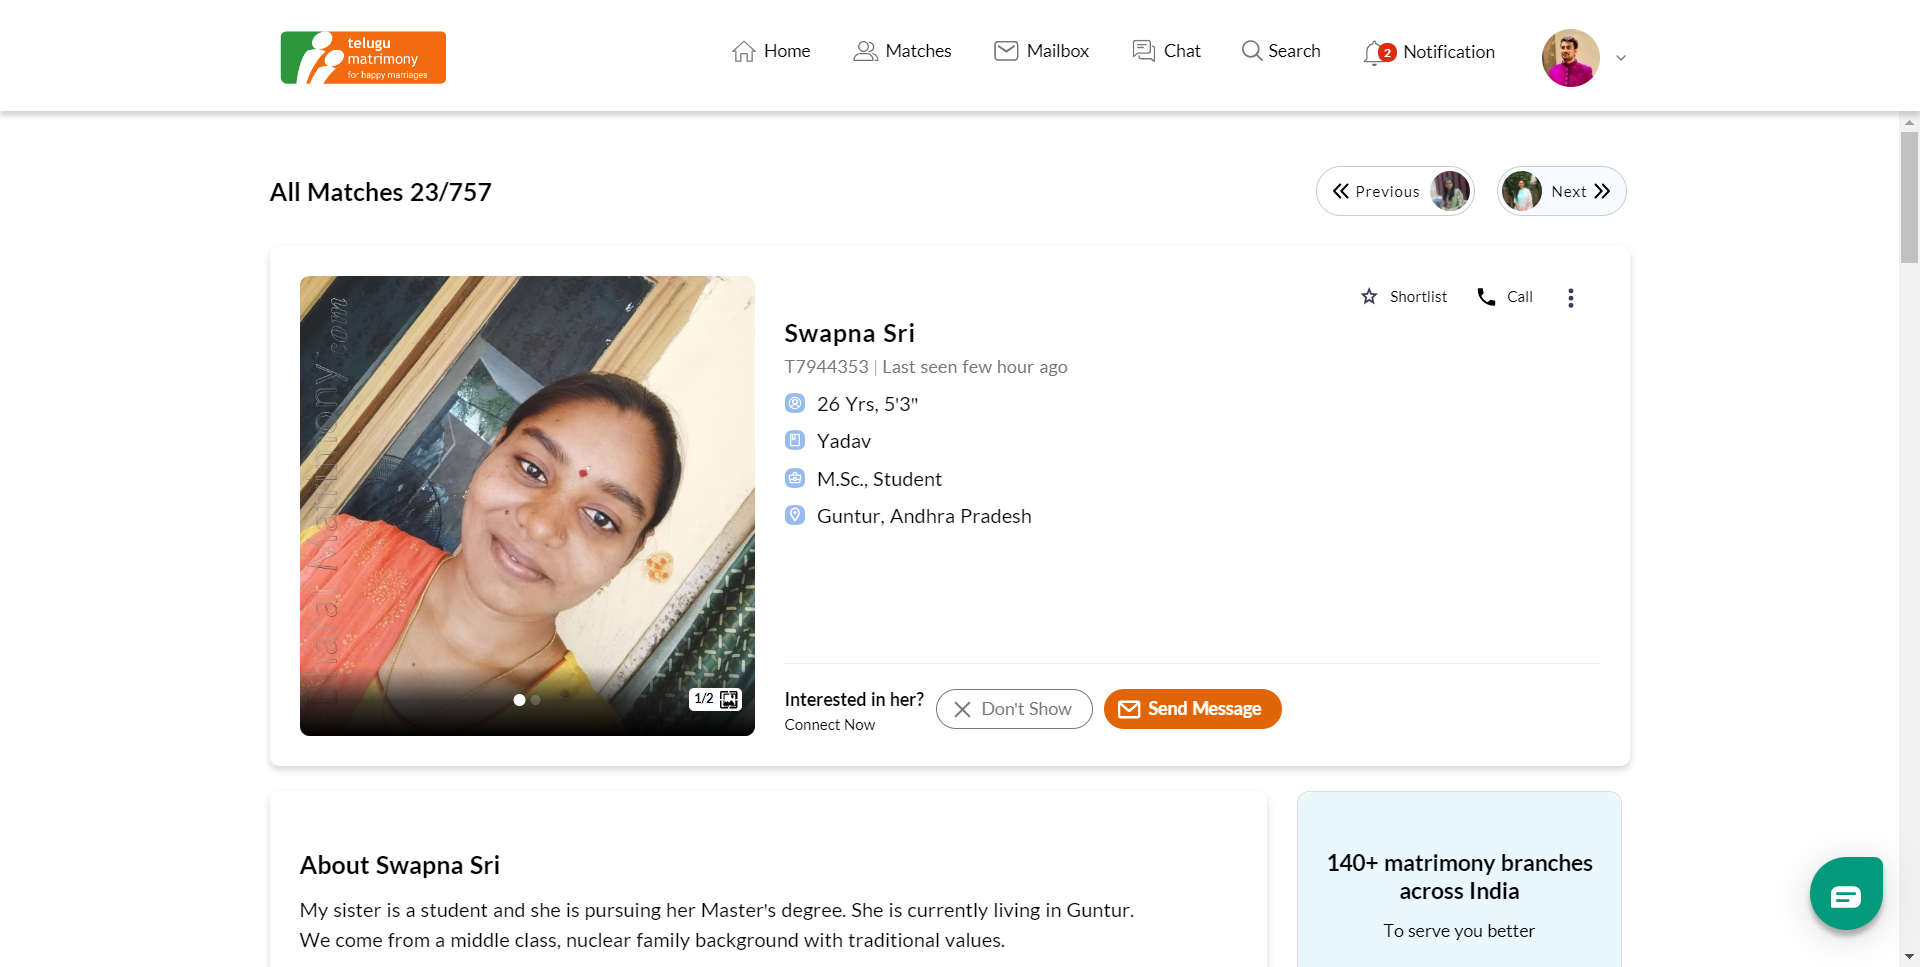 telugu
matrimony
for happy marriages
Home
Matches
Mailbox
Chat
Search
2
Notification
All Matches 23/757
Previous
Next
Bharat Matrimony.com
Shortlist
Call
Swapna Sri
T7944353 | Last seen few hour ago
26 Yrs, 5'3"
Yadav
M.Sc., Student
Guntur, Andhra Pradesh
1/2
Interested in her?
Connect Now
Don't Show
Send Message
About Swapna Sri
My sister is a student and she is pursuing her Master's degree. She is currently living in Guntur.
We come from a middle class, nuclear family background with traditional values.
140+ matrimony branches
across India
To serve you better